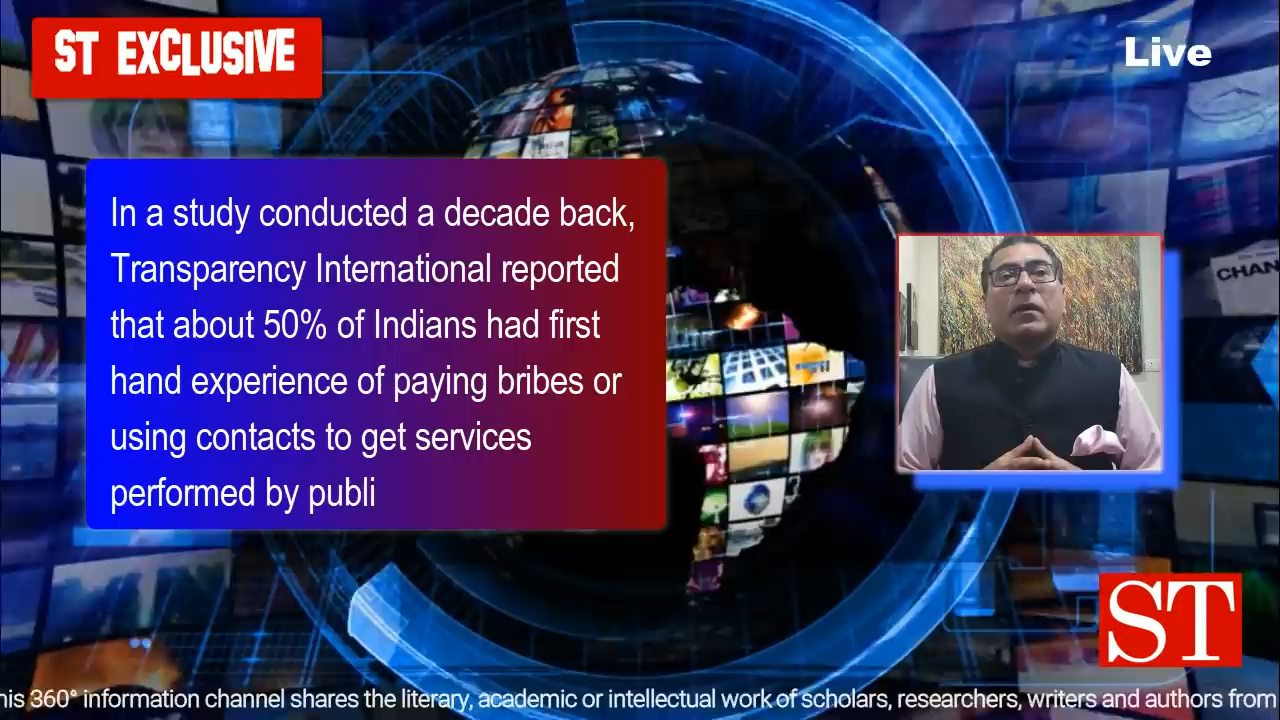 ST EXCLUSIVE
Live
In a study conducted a decade back,
Transparency International reported
that about 50% of Indians had first
hand experience of paying bribes or
using contacts to get services
performed by publi
CHAN
ST
his 360° information channel shares the literary, academic or intellectual work of scholars, researchers, writers and authors from